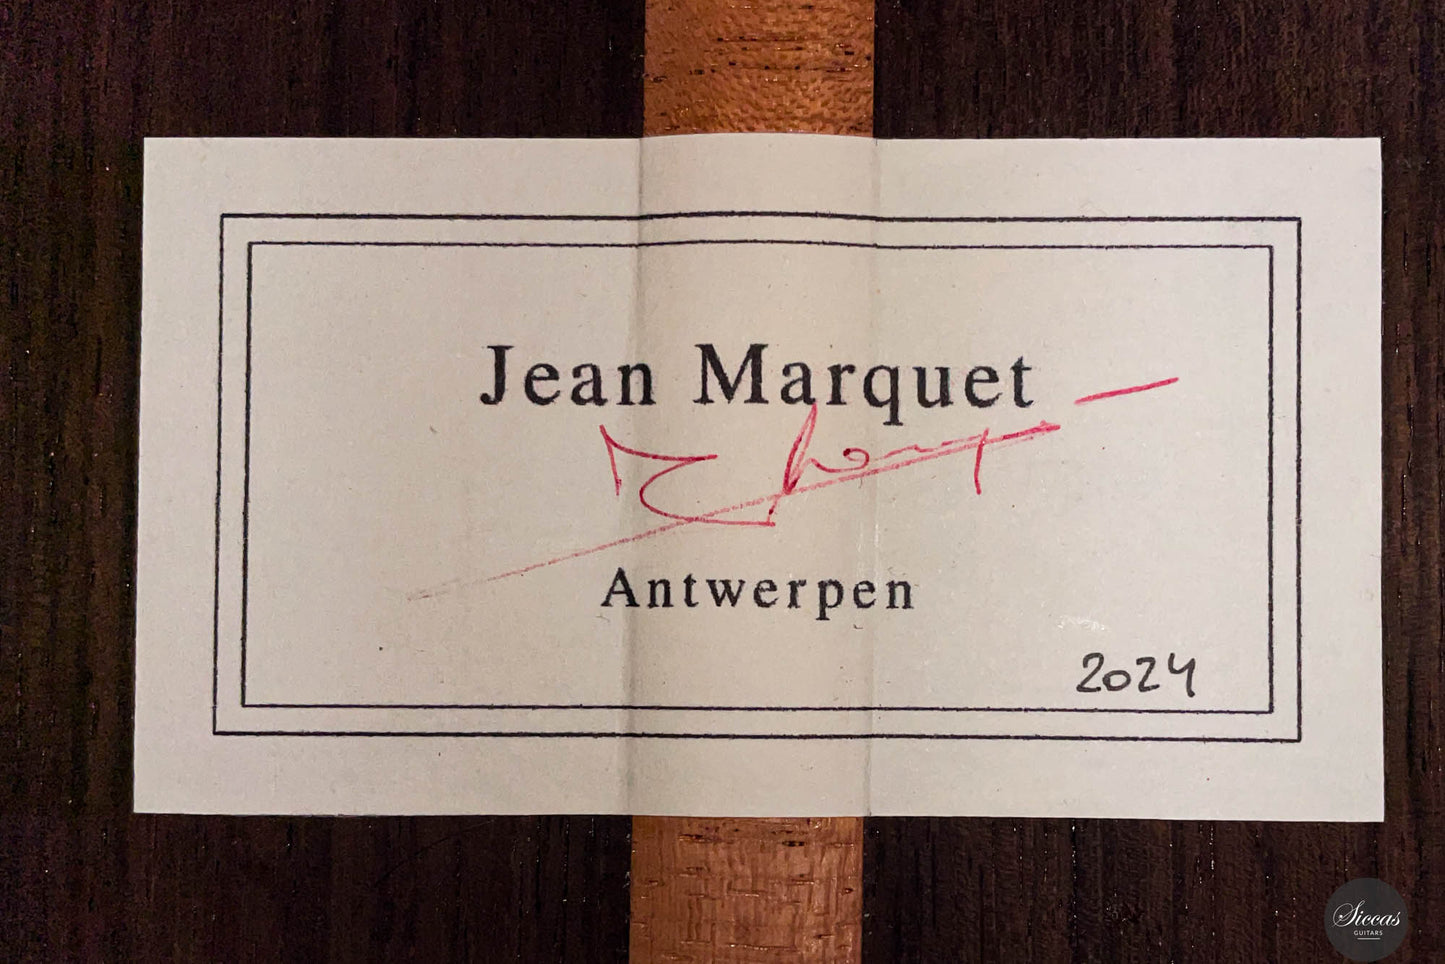 Jean Marquet
Antwerpen
2024
Siccas
GUITARS